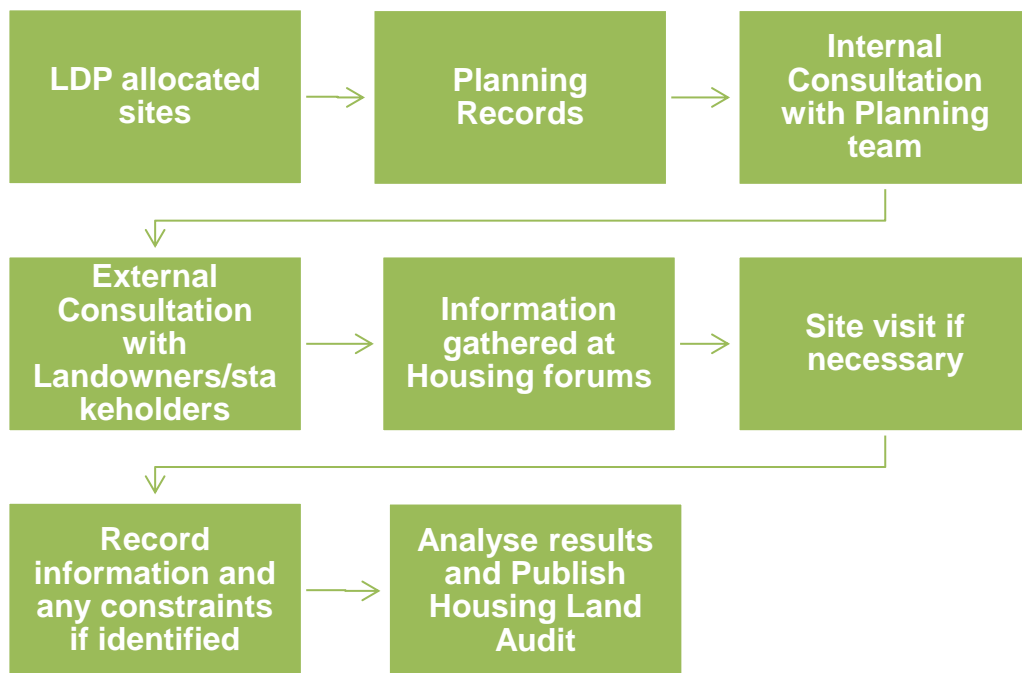 LDP allocated
sites
Planning
Records
Internal
Consultation
with Planning
team
External
Consultation
with
Landowners/sta
keholders
Information
gathered at
Housing forums
Site visit if
necessary
Record
information and
any constraints
if identified
Analyse results
and Publish
Housing Land
Audit